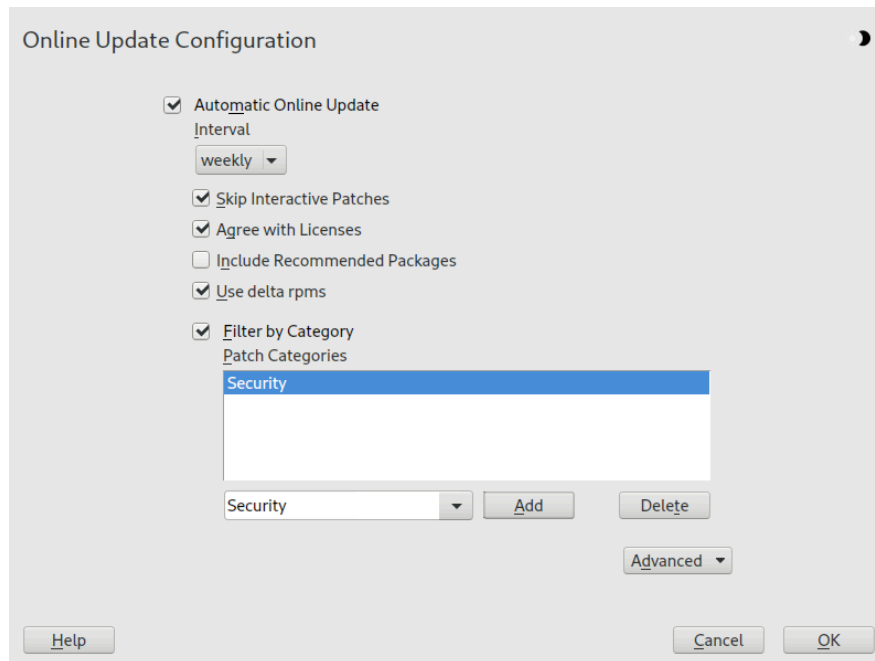 Online Update Configuration
Automatic Online Update
Interval
weekly
Skip Interactive Patches
Agree with Licenses
Include Recommended Packages
Use delta rpms
Filter by Category
Patch Categories
Security
Security Add Delete
Advanced
Help Cancel OK